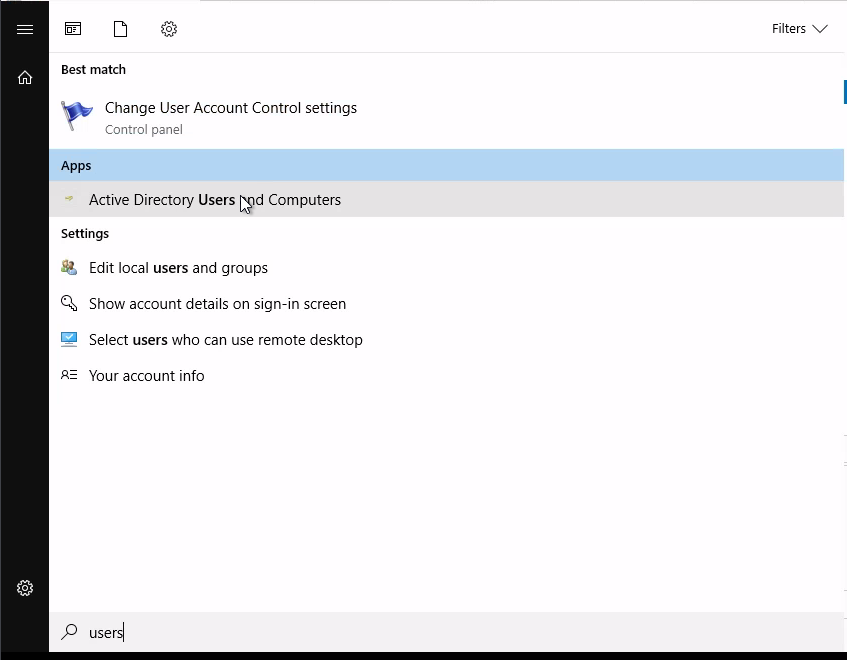 Filters
Best match
Change User Account Control settings
Control panel
Apps
Active Directory Users and Computers
Settings
Edit local users and groups
Show account details on sign-in screen
Select users who can use remote desktop
Your account info
users